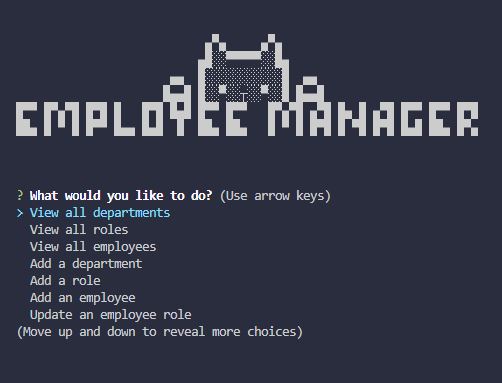 EMPLOYEE MANAGER
? What would you like to do? (Use arrow keys)
> View all departments
View all roles
View all employees
Add a department
Add a role
Add an employee
Update an employee role
(Move up and down to reveal more choices)